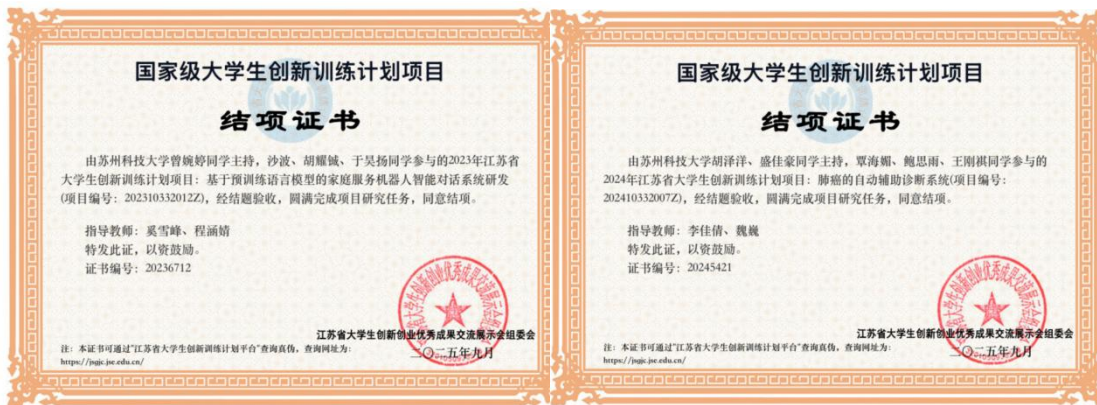 国家级大学生创新训练计划项目
结项证书
由苏州科技大学曾婉婷同学主持，沙波、胡耀铖、于昊扬同学参与的2023年江苏省
大学生创新训练计划项目：基于预训练语言模型的家庭服务机器人智能对话系统研发
(项目编号：202310332012Z)，经结题验收，圆满完成项目研究任务，同意结项。
指导教师：奚雪峰、程涵婧
特发此证，以资鼓励。
证书编号：20236712
江苏省大学生创新创业优秀成果交流展示会组委会
二〇二五年九月
注：本证书可通过"江苏省大学生创新训练计划平台"查询真伪，查询网址为：
https://jsgjc.jse.edu.cn/
国家级大学生创新训练计划项目
结项证书
由苏州科技大学胡泽洋、盛佳豪同学主持，覃海媚、鲍思雨、王刚祺同学参与的
2024年江苏省大学生创新训练计划项目：肺癌的自动辅助诊断系统(项目编号：
202410332007Z)，经结题验收，圆满完成项目研究任务，同意结项。
指导教师：李佳倩、魏巍
特发此证，以资鼓励。
证书编号：20245421
江苏省大学生创新创业优秀成果交流展示会组委会
二〇二五年九月
注：本证书可通过"江苏省大学生创新训练计划平台"查询真伪，查询网址为：
https://jsgjc.jse.edu.cn/